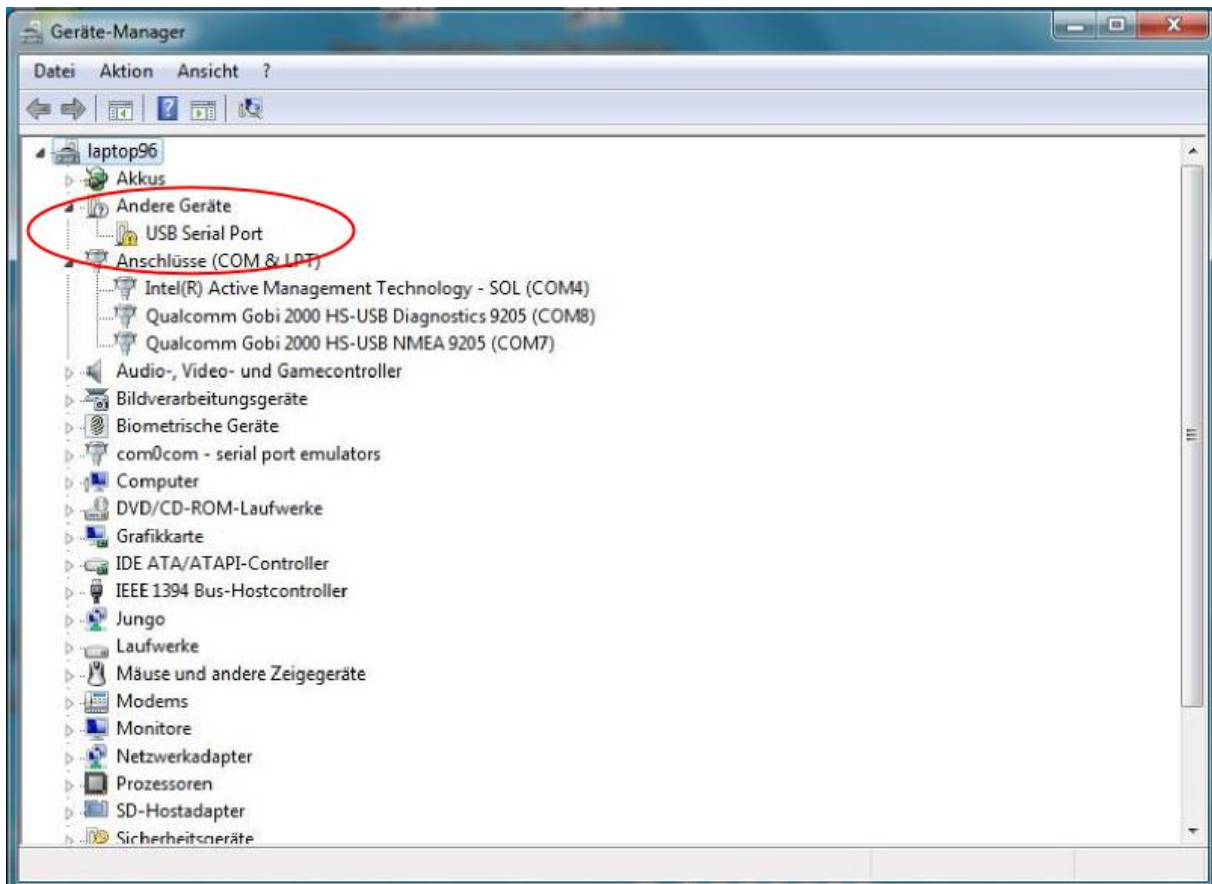 Geräte-Manager
Datei Aktion Ansicht ?
laptop96
Akkus
Andere Geräte
USB Serial Port
Anschlüsse (COM & LPT)
Intel(R) Active Management Technology - SOL (COM4)
Qualcomm Gobi 2000 HS-USB Diagnostics 9205 (COM8)
Qualcomm Gobi 2000 HS-USB NMEA 9205 (COM7)
Audio-, Video- und Gamecontroller
Bildverarbeitungsgeräte
Biometrische Geräte
com0com - serial port emulators
Computer
DVD/CD-ROM-Laufwerke
Grafikkarte
IDE ATA/ATAPI-Controller
IEEE 1394 Bus-Hostcontroller
Jungo
Laufwerke
Mäuse und andere Zeigegeräte
Modems
Monitore
Netzwerkadapter
Prozessoren
SD-Hostadapter
Sicherheitsgeräte